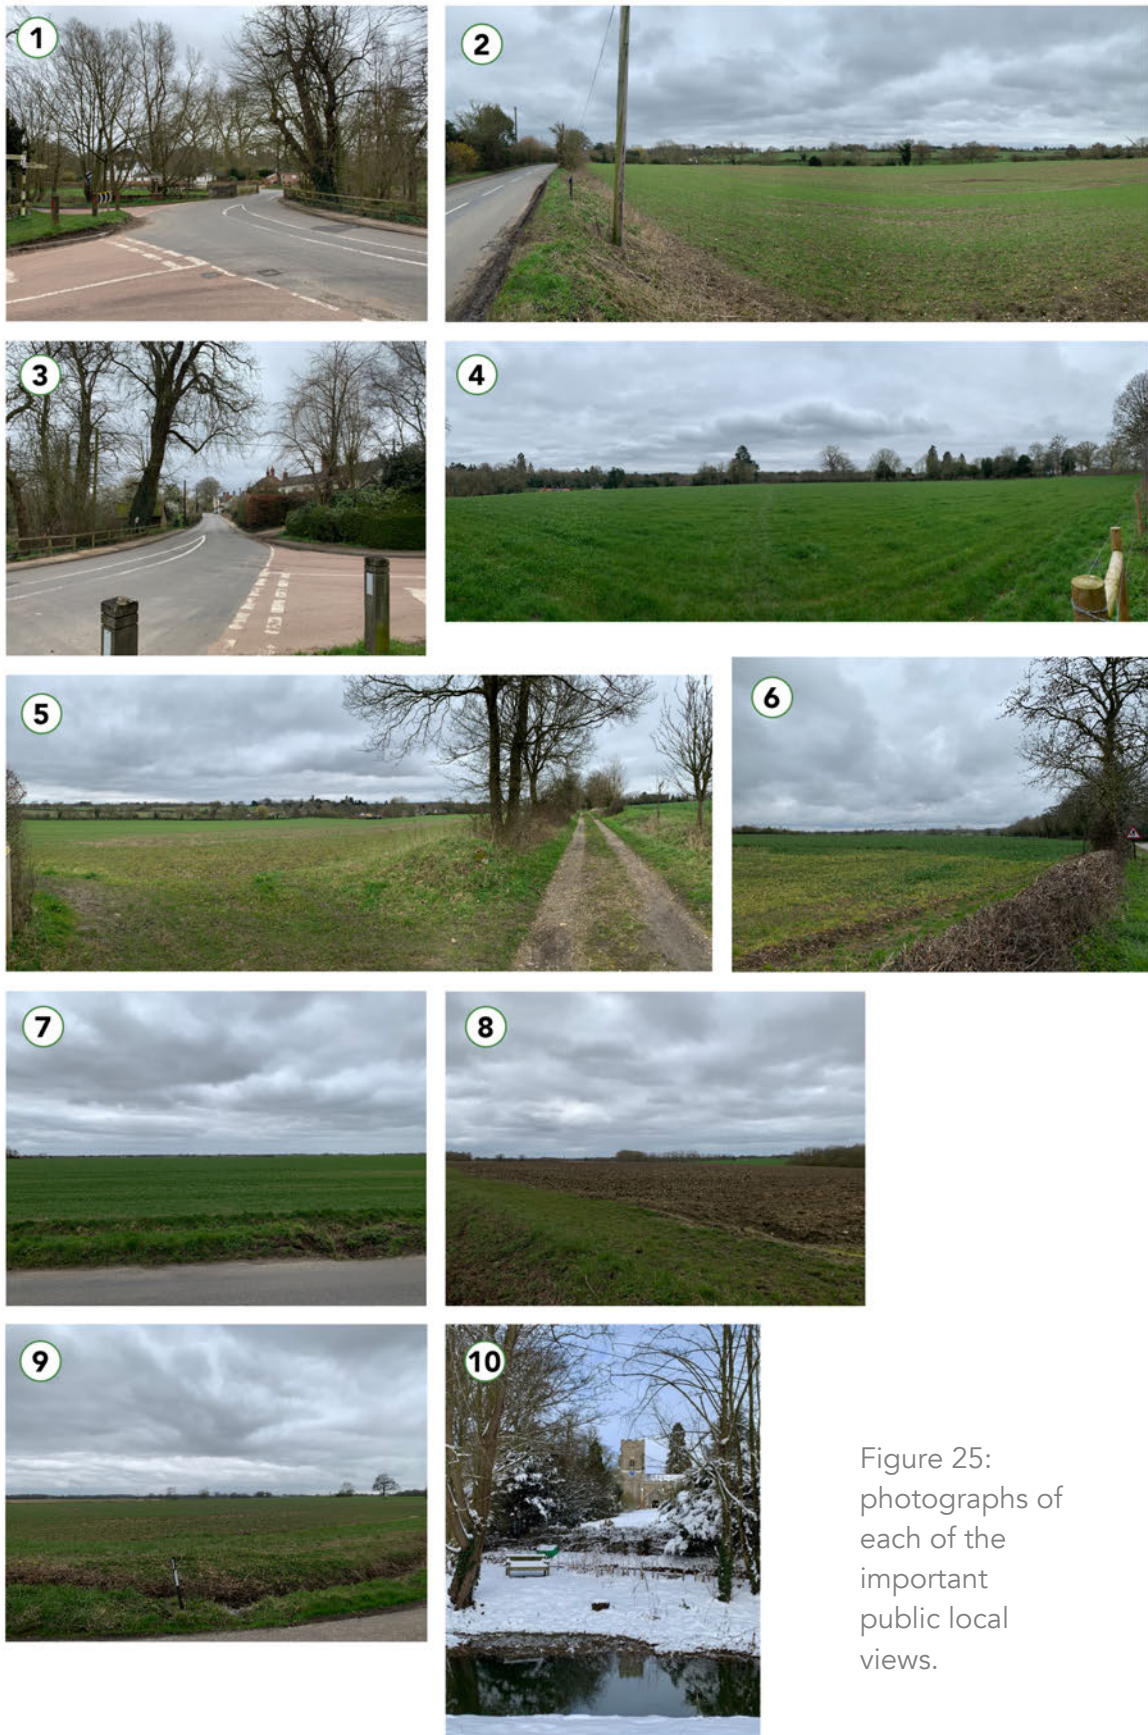 1
2
3
4
5
6
7
8
9
10
Figure 25:
photographs of
each of the
important
public local
views.